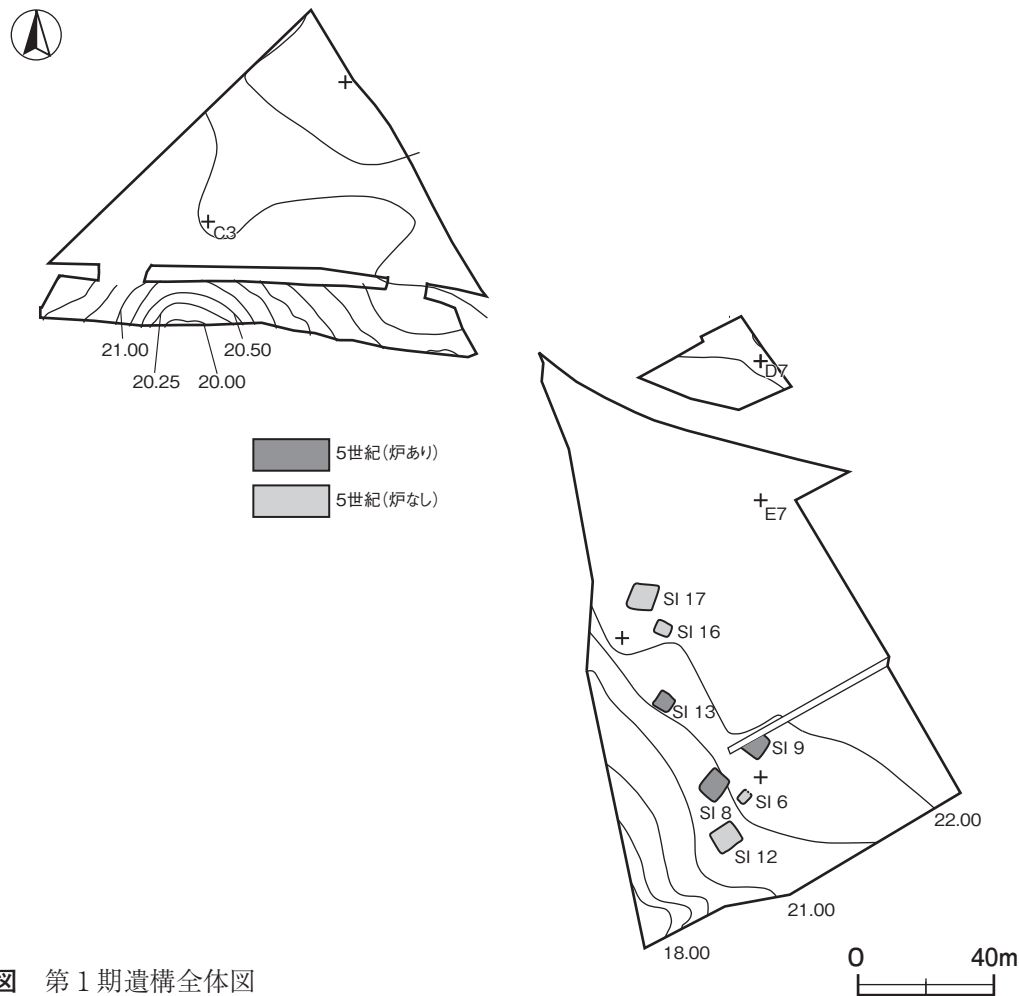 C3
21.00
20.50
20.25
20.00
D7
5世紀(炉あり)
5世紀(炉なし)
E7
SI 17
SI 16
SI 13
SI 9
SI 6
SI 8
SI 12
22.00
21.00
18.00
図 第1期遺構全体図
0 40m